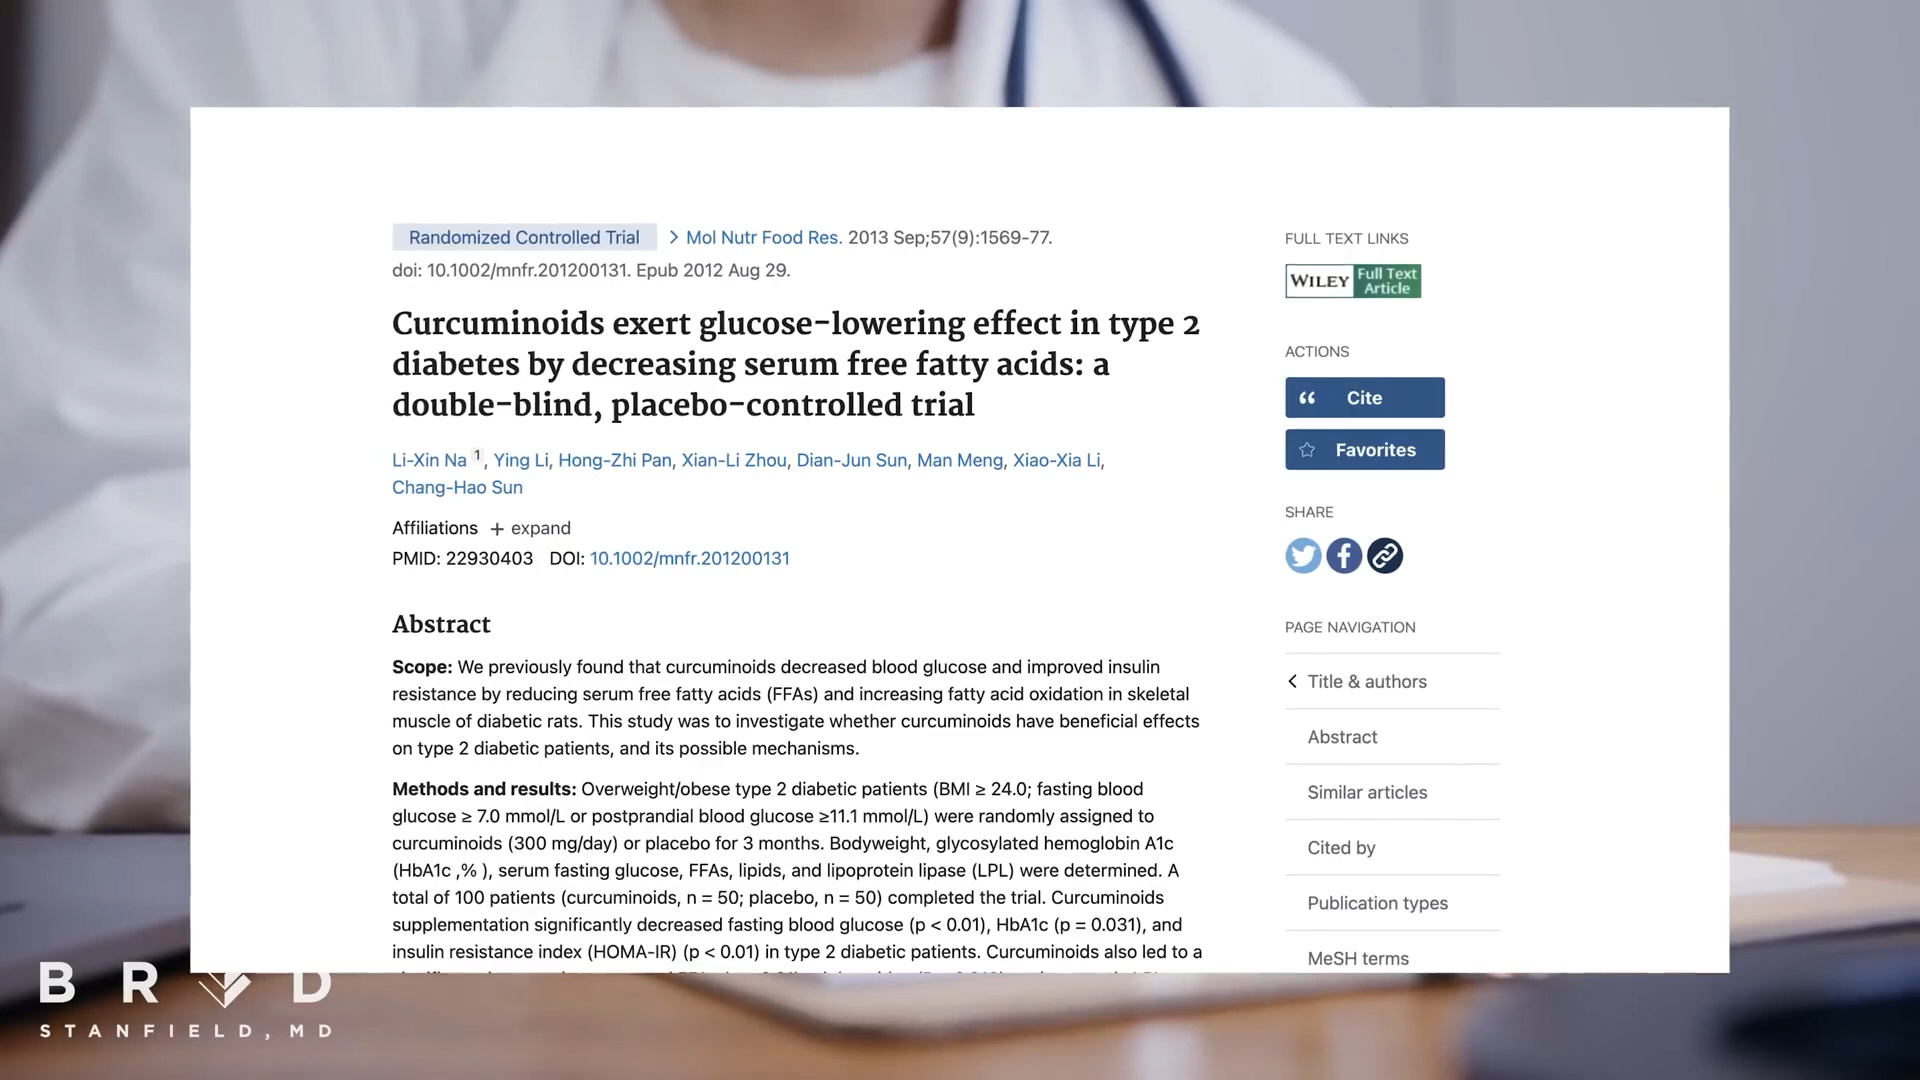 Randomized Controlled Trial > Mol Nutr Food Res. 2013 Sep;57(9):1569-77.
doi: 10.1002/mnfr.201200131. Epub 2012 Aug 29.
Curcuminoids exert glucose-lowering effect in type 2
diabetes by decreasing serum free fatty acids: a
double-blind, placebo-controlled trial
Li-Xin Na 1, Ying Li, Hong-Zhi Pan, Xian-Li Zhou, Dian-Jun Sun, Man Meng, Xiao-Xia Li,
Chang-Hao Sun
Affiliations + expand
PMID: 22930403 DOI: 10.1002/mnfr.201200131
Abstract
Scope: We previously found that curcuminoids decreased blood glucose and improved insulin
resistance by reducing serum free fatty acids (FFAs) and increasing fatty acid oxidation in skeletal
muscle of diabetic rats. This study was to investigate whether curcuminoids have beneficial effects
on type 2 diabetic patients, and its possible mechanisms.
Methods and results: Overweight/obese type 2 diabetic patients (BMI ≥ 24.0; fasting blood
glucose ≥ 7.0 mmol/L or postprandial blood glucose ≥11.1 mmol/L) were randomly assigned to
curcuminoids (300 mg/day) or placebo for 3 months. Bodyweight, glycosylated hemoglobin A1c
(HbA1c ,% ), serum fasting glucose, FFAs, lipids, and lipoprotein lipase (LPL) were determined. A
total of 100 patients (curcuminoids, n = 50; placebo, n = 50) completed the trial. Curcuminoids
supplementation significantly decreased fasting blood glucose (p < 0.01), HbA1c (p = 0.031), and
insulin resistance index (HOMA-IR) (p < 0.01) in type 2 diabetic patients. Curcuminoids also led to a
FULL TEXT LINKS
WILEY Full Text
Article
ACTIONS
Cite
Favorites
SHARE
PAGE NAVIGATION
Title & authors
Abstract
Similar articles
Cited by
Publication types
MeSH terms
BR D
STANFIELD, MD